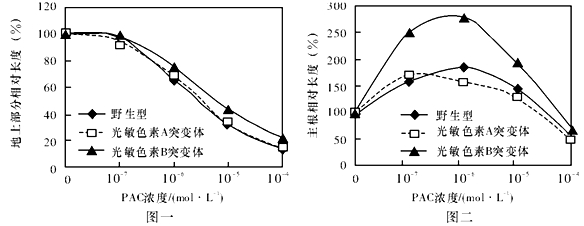 地上部分相对长度（%）
120
100
80
60
40
20
0
野生型
光敏色素A突变体
光敏色素B突变体
0
10⁻⁷
10⁻⁶
10⁻⁵
10⁻⁴
PAC浓度/(mol·L⁻¹)
图一
主根相对长度（%）
300
250
200
150
100
50
0
野生型
光敏色素A突变体
光敏色素B突变体
0
10⁻⁷
10⁻⁶
10⁻⁵
10⁻⁴
PAC浓度/(mol·L⁻¹)
图二